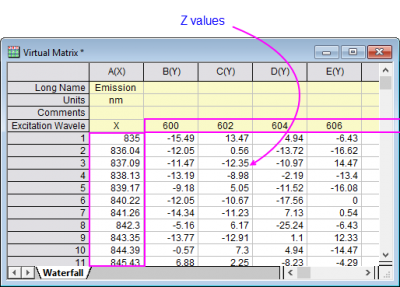 Z values
Virtual Matrix *
A(X) B(Y) C(Y) D(Y) E(Y)
Long Name Emission
Units nm
Comments
Excitation Wavele X 600 602 604 606
1 835 -15.49 13.47 4.94 -6.43
2 836.04 -12.05 0.56 -13.72 -16.62
3 837.09 -11.47 -12.35 -10.97 14.47
4 838.13 -13.19 -8.98 -2.19 -13.4
5 839.17 -9.18 5.05 -11.52 -16.08
6 840.22 -12.05 -10.67 -17.56 0
7 841.26 -14.34 -11.23 7.13 0.54
8 842.3 -5.16 6.17 -25.24 -6.43
9 843.35 -13.77 -12.91 1.1 12.33
10 844.39 -0.57 7.3 4.94 -14.47
11 845.43 6.88 2.25 -8.23 -4.29
Waterfall